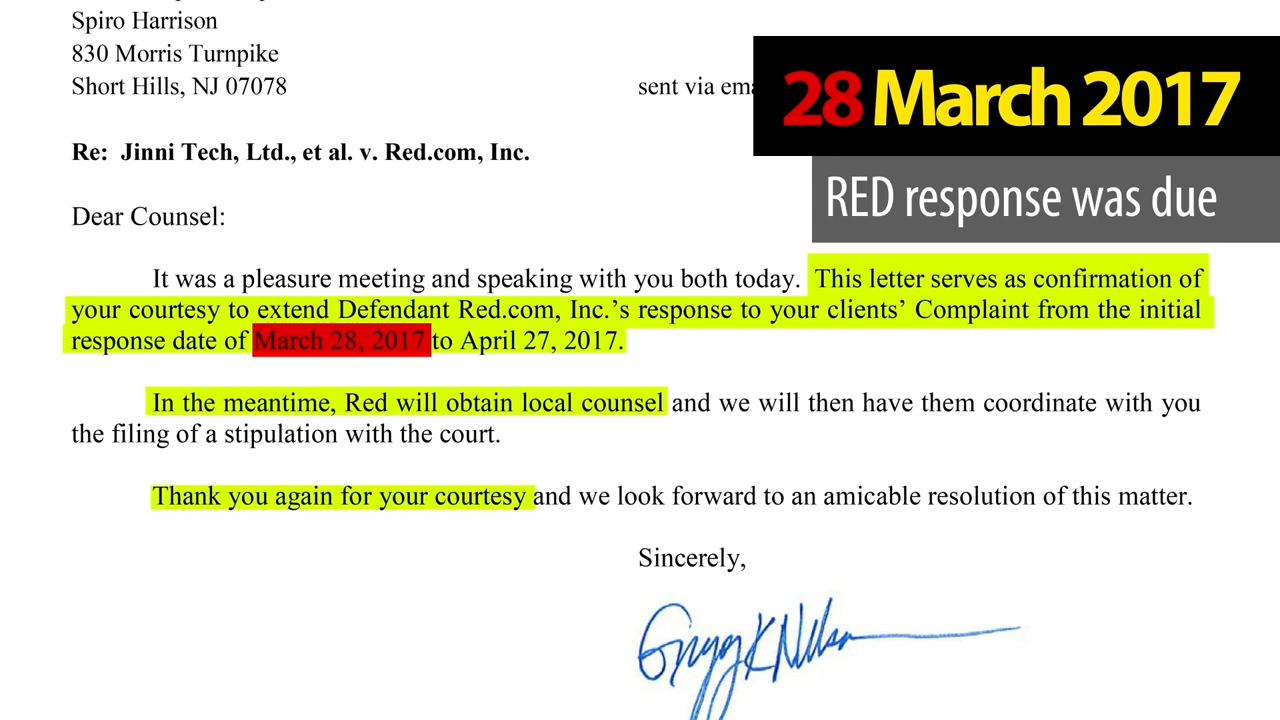 Spiro Harrison
830 Morris Turnpike
Short Hills, NJ 07078
sent via
28 March 2017
RED response was due
Re: Jinni Tech, Ltd., et al. v. Red.com, Inc.
Dear Counsel:
It was a pleasure meeting and speaking with you both today. This letter serves as confirmation of
your courtesy to extend Defendant Red.com, Inc.'s response to your clients' Complaint from the initial
response date of March 28, 2017 to April 27, 2017.
In the meantime, Red will obtain local counsel and we will then have them coordinate with you
the filing of a stipulation with the court.
Thank you again for your courtesy and we look forward to an amicable resolution of this matter.
Sincerely,